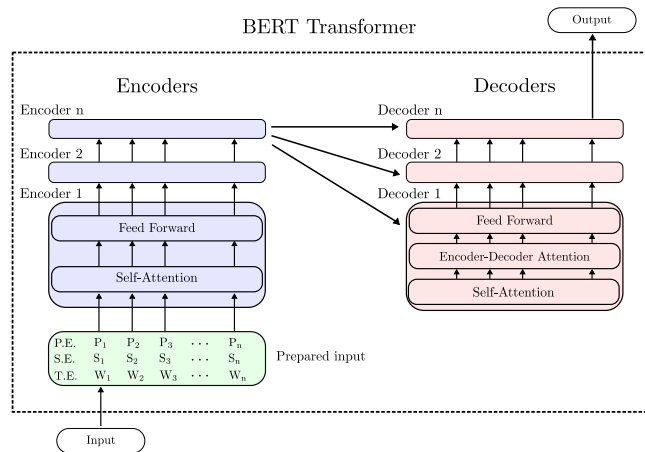 Output
BERT Transformer
Encoders
Decoders
Encoder n
Decoder n
Encoder 2
Decoder 2
Encoder 1
Decoder 1
Feed Forward
Self-Attention
Feed Forward
Encoder-Decoder Attention
Self-Attention
P.E. P₁ P₂ P₃ ··· Pₙ
S.E. S₁ S₂ S₃ ··· Sₙ
T.E. W₁ W₂ W₃ ··· Wₙ
Prepared input
Input